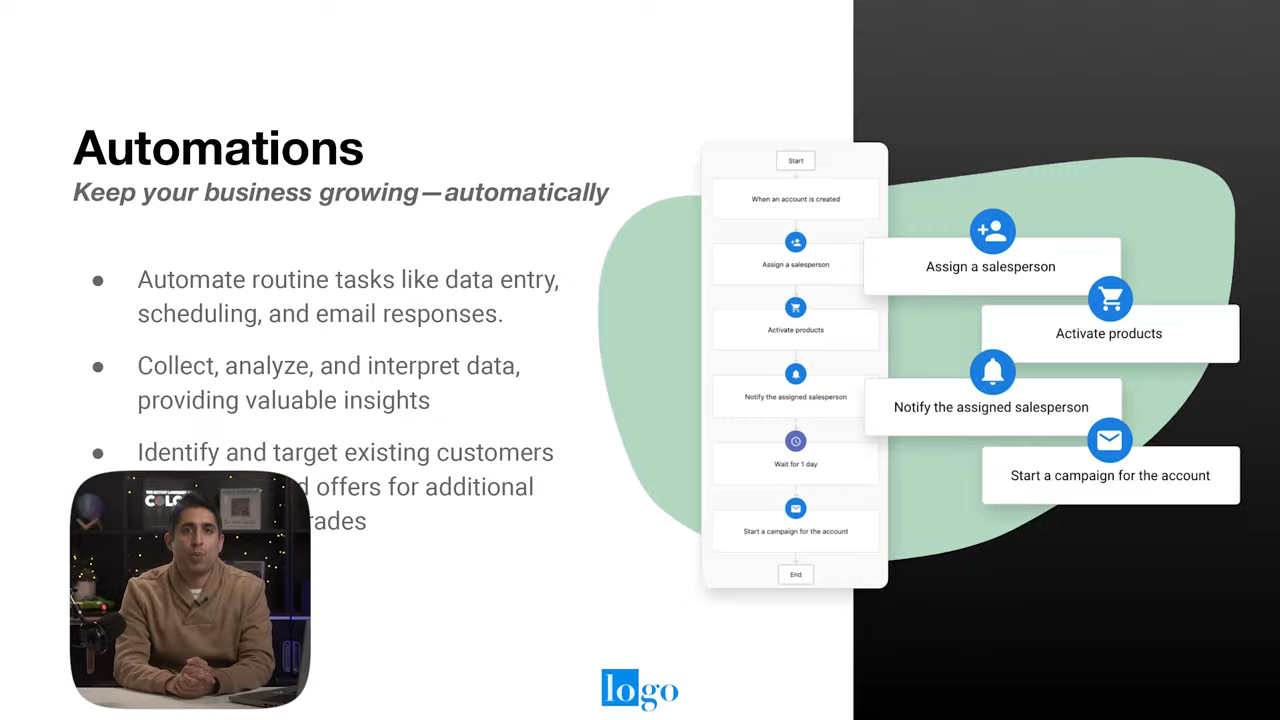 Automations
Keep your business growing—automatically
● Automate routine tasks like data entry,
scheduling, and email responses.
● Collect, analyze, and interpret data,
providing valuable insights
● Identify and target existing customers
offers for additional
Start
When an account is created
Assign a salesperson
Activate products
Notify the assigned salesperson
Wait for 1 day
Start a campaign for the account
End
Assign a salesperson
Activate products
Notify the assigned salesperson
Start a campaign for the account
logo